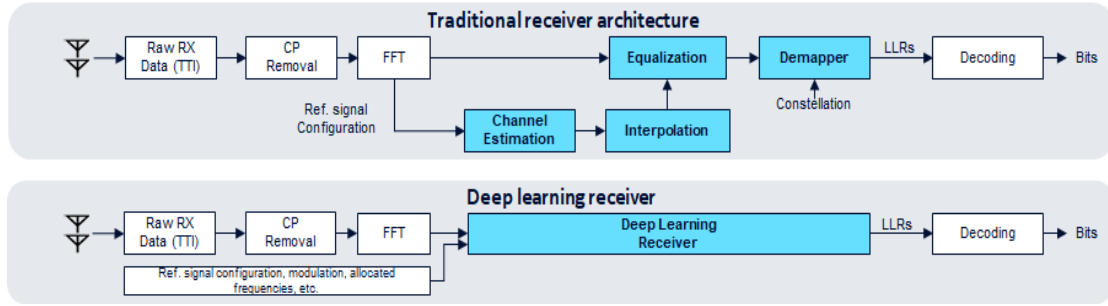 Traditional receiver architecture
Raw RX
Data (TTI)
CP
Removal
FFT
Equalization
Demapper
LLRs
Decoding
Bits
Ref. signal
Configuration
Channel
Estimation
Interpolation
Constellation
Deep learning receiver
Raw RX
Data (TTI)
CP
Removal
FFT
Deep Learning
Receiver
LLRs
Decoding
Bits
Ref. signal configuration, modulation, allocated
frequencies, etc.